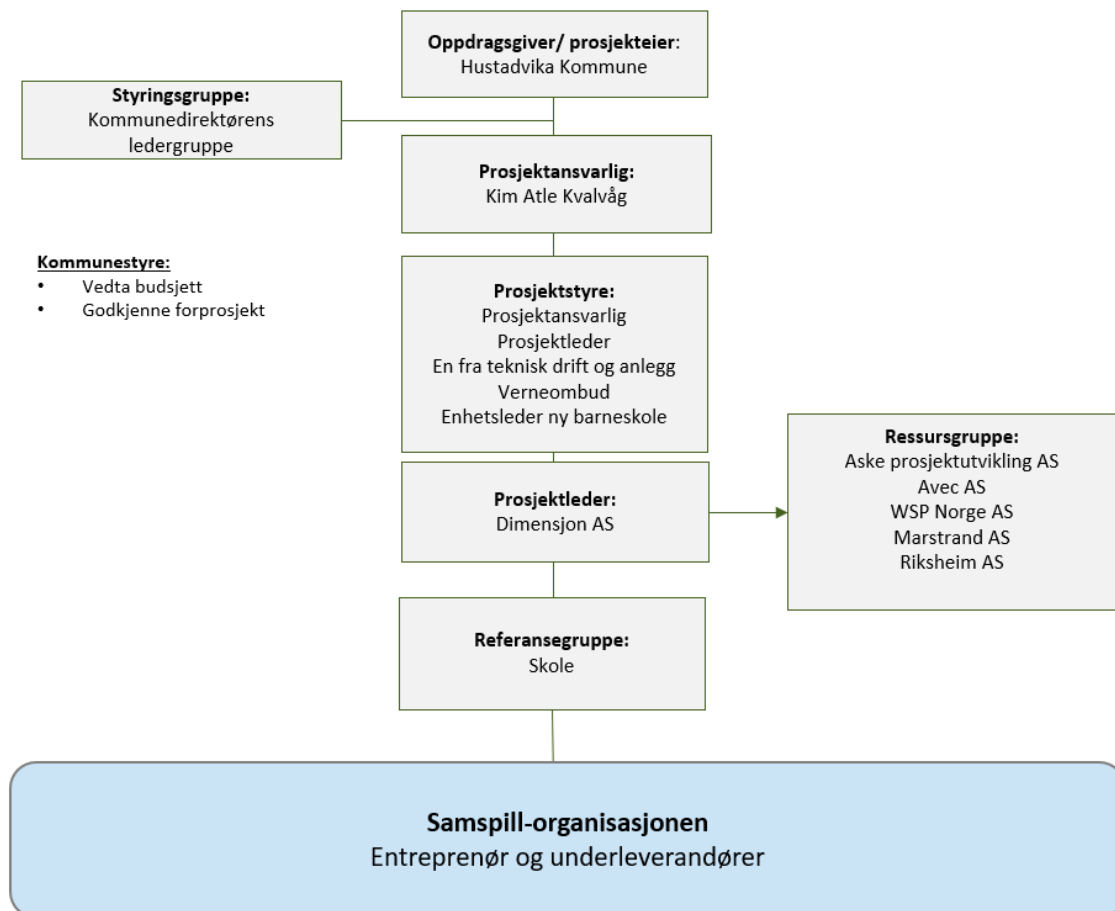 Oppdragsgiver/ prosjekteier:
Hustadvika Kommune
Styringsgruppe:
Kommunedirektørens
ledergruppe
Prosjektansvarlig:
Kim Atle Kvalvåg
Kommunestyre:
• Vedta budsjett
• Godkjenne forprosjekt
Prosjektstyre:
Prosjektansvarlig
Prosjektleder
En fra teknisk drift og anlegg
Verneombud
Enhetsleder ny barneskole
Ressursgruppe:
Aske prosjektutvikling AS
Avec AS
WSP Norge AS
Marstrand AS
Riksheim AS
Prosjektleder:
Dimensjon AS
Referansegruppe:
Skole
Samspill-organisasjonen
Entreprenør og underleverandører